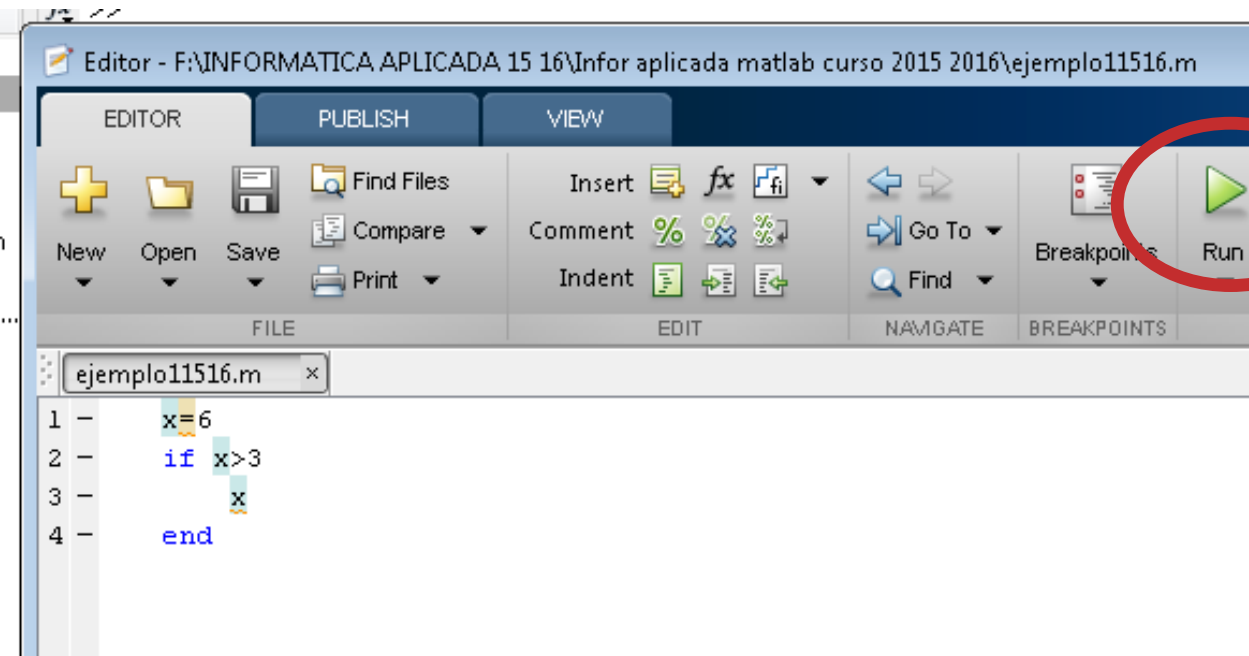 Editor - F:\INFORMATICA APLICADA 15 16\Infor aplicada matlab curso 2015 2016\ejemplo11516.m
EDITOR PUBLISH VIEW
New Open Save
Find Files
Compare
Print
FILE
Insert fx fi
Comment
Indent
EDIT
Go To
Find
NAVIGATE
Breakpoints
BREAKPOINTS
Run
ejemplo11516.m ×
1 - x=6
2 - if x>3
3 - x
4 - end